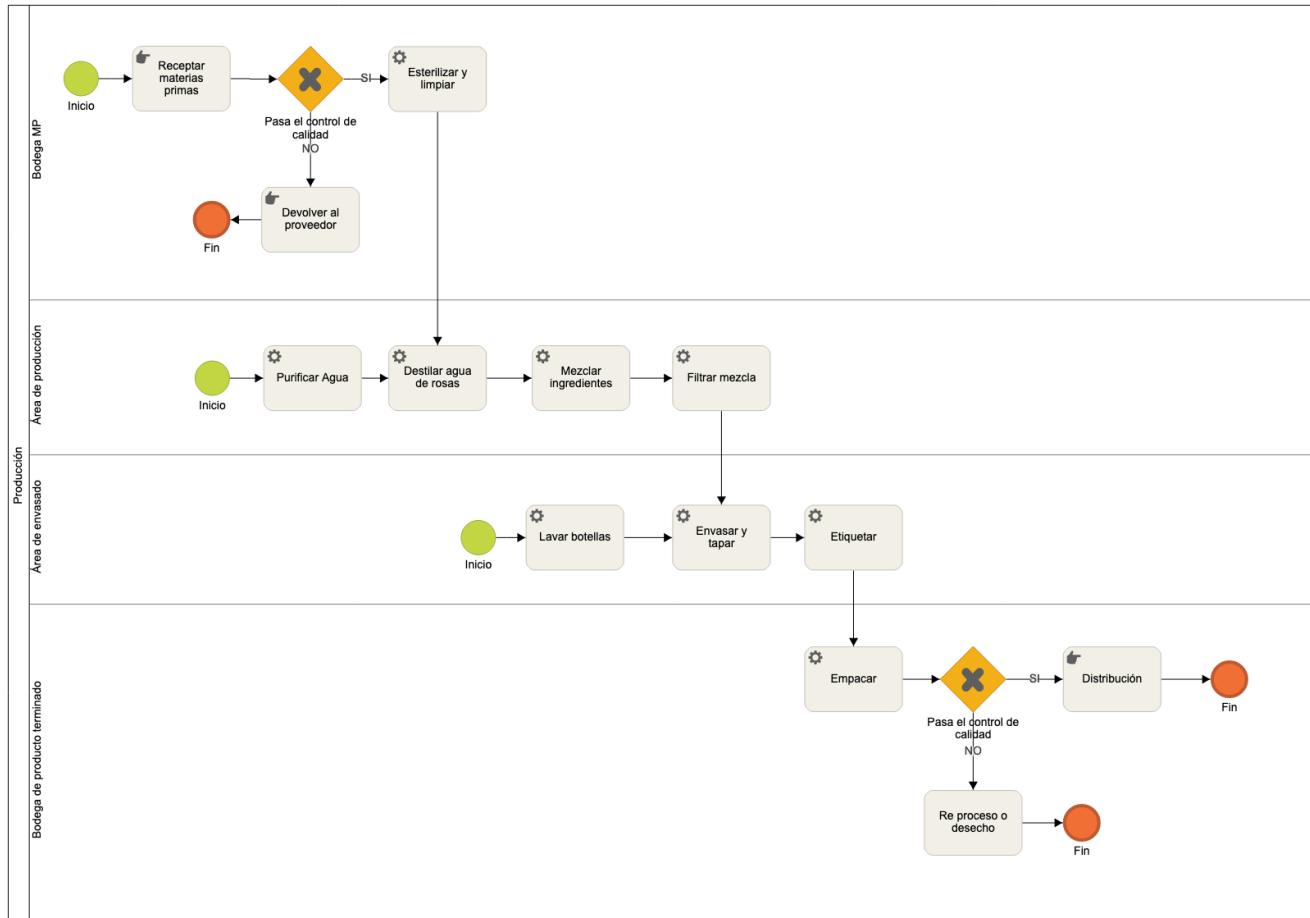 Producción
Bodega MP
Inicio
Receptar
materias
primas
Pasa el control de
calidad
SI
NO
Esterilizar y
limpiar
Devolver al
proveedor
Fin
Área de producción
Inicio
Purificar Agua
Destilar agua
de rosas
Mezclar
ingredientes
Filtrar mezcla
Área de envasado
Inicio
Lavar botellas
Envasar y
tapar
Etiquetar
Bodega de producto terminado
Empacar
Pasa el control de
calidad
SI
NO
Distribución
Fin
Re proceso o
desecho
Fin